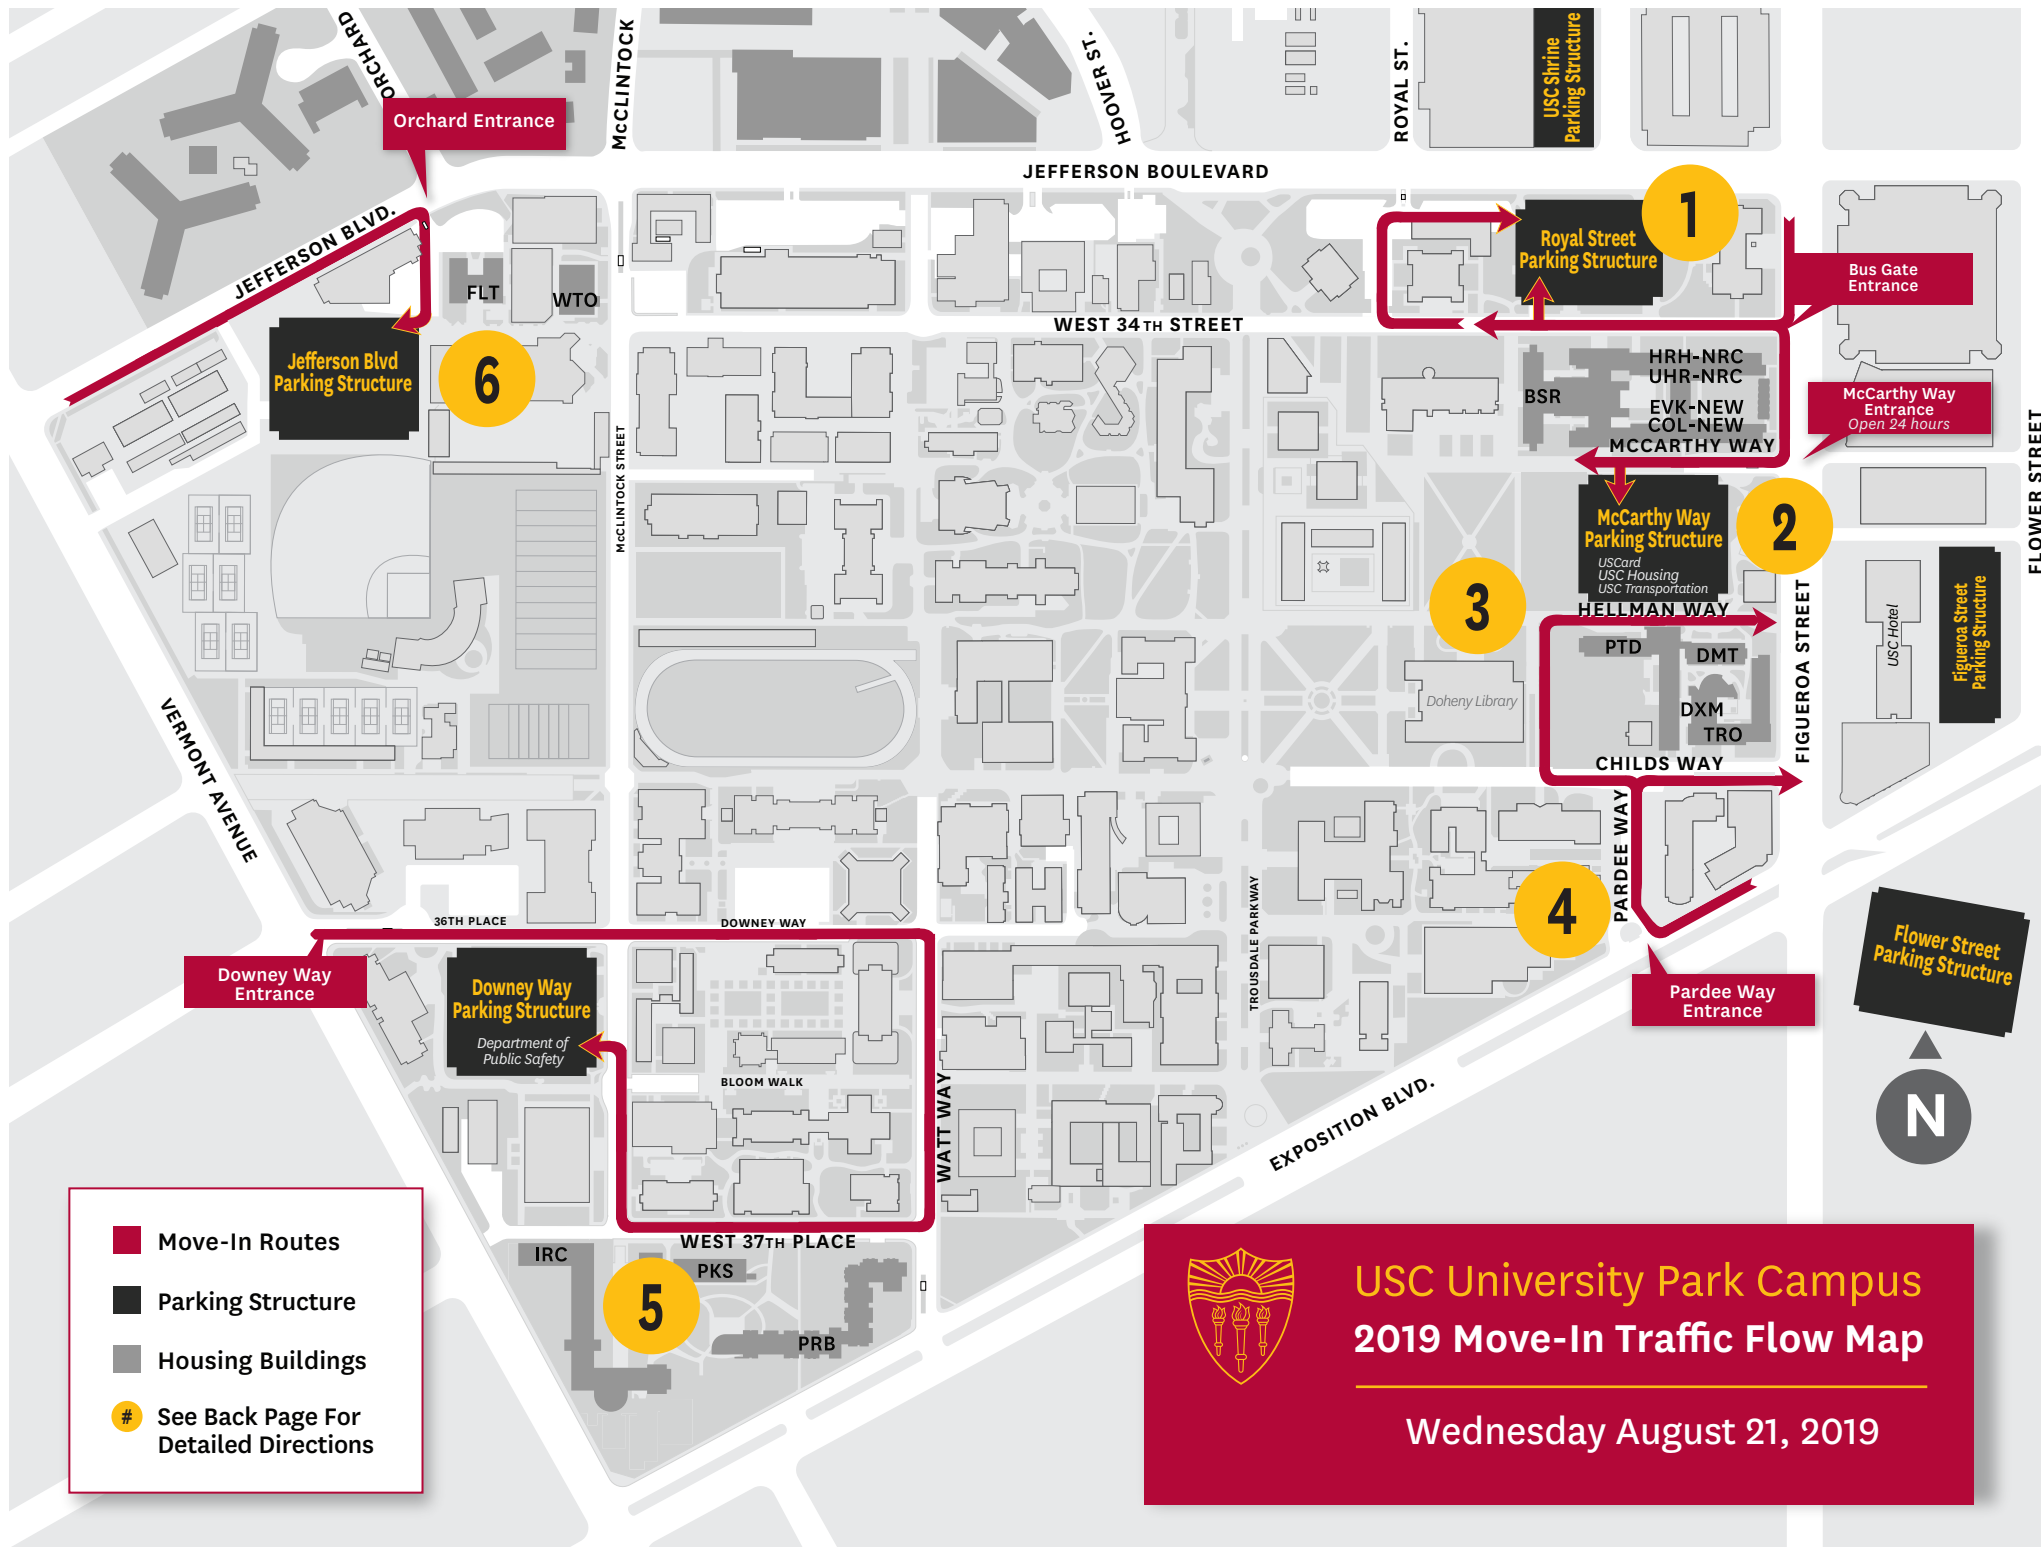 ORCHARD
McCLINTOCK
HOOVER ST.
ROYAL ST.
USC Shrine
Parking Structure
Orchard Entrance
JEFFERSON BOULEVARD
JEFFERSON BLVD.
1
Royal Street
Parking Structure
Bus Gate
Entrance
FLT
WTO
WEST 34TH STREET
Jefferson Blvd
Parking Structure
6
HRH-NRC
UHR-NRC
BSR
EVK-NEW
COL-NEW
McCarthy Way
Entrance
Open 24 hours
MCCARTHY WAY
FLOWER STREET
McCLINTOCK STREET
McCarthy Way
Parking Structure
USCard
USC Housing
USC Transportation
2
3
HELLMAN WAY
FIGUEROA STREET
USC Hotel
Figueroa Street
Parking Structure
PTD
DMT
DXM
TRO
Doheny Library
CHILDS WAY
VERMONT AVENUE
PARDEE WAY
4
36TH PLACE
DOWNEY WAY
TROUSDALE PARKWAY
Downey Way
Entrance
Downey Way
Parking Structure
Department of
Public Safety
Flower Street
Parking Structure
Pardee Way
Entrance
BLOOM WALK
WATT WAY
EXPOSITION BLVD.
N
WEST 37TH PLACE
IRC
PKS
5
PRB
Move-In Routes
Parking Structure
Housing Buildings
# See Back Page For
Detailed Directions
USC University Park Campus
2019 Move-In Traffic Flow Map
Wednesday August 21, 2019